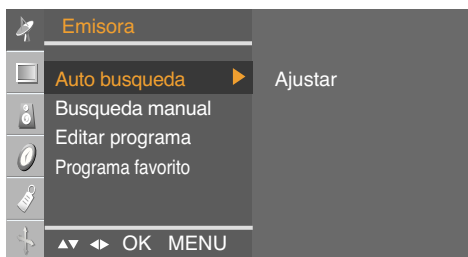 Emisora
Auto busqueda Ajustar
Busqueda manual
Editar programa
Programa favorito
OK MENU